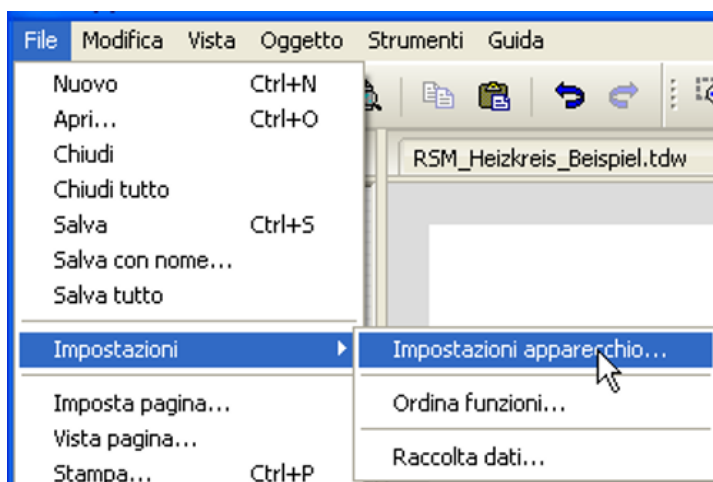 File Modifica Vista Oggetto Strumenti Guida
Nuovo Ctrl+N
Apri... Ctrl+O
Chiudi
Chiudi tutto
Salva Ctrl+S
Salva con nome...
Salva tutto
Impostazioni
Imposta pagina...
Vista pagina...
Stampa... Ctrl+P
RSM_Heizkreis_Beispiel.tdw
Impostazioni apparecchio...
Ordina funzioni...
Raccolta dati...